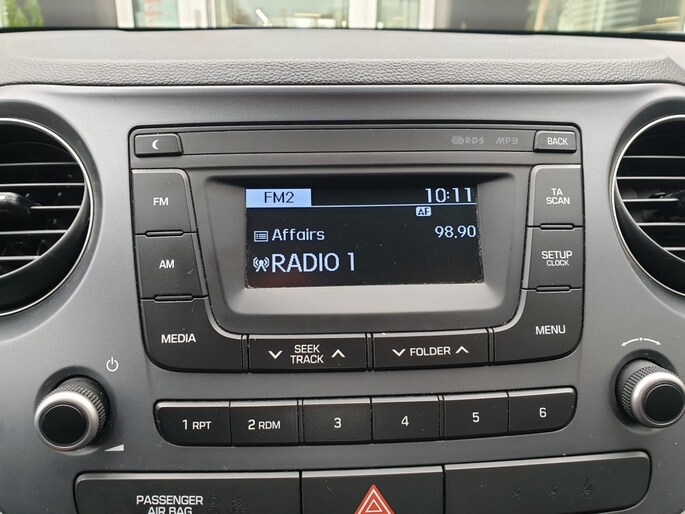 RDS MP3 BACK
FM2 10:11
AF
Affairs 98.90
RADIO 1
FM
AM
MEDIA
TA
SCAN
SETUP
CLOCK
MENU
SEEK
TRACK
FOLDER
1 RPT 2 RDM 3 4 5 6
PASSENGER
AIR BAG